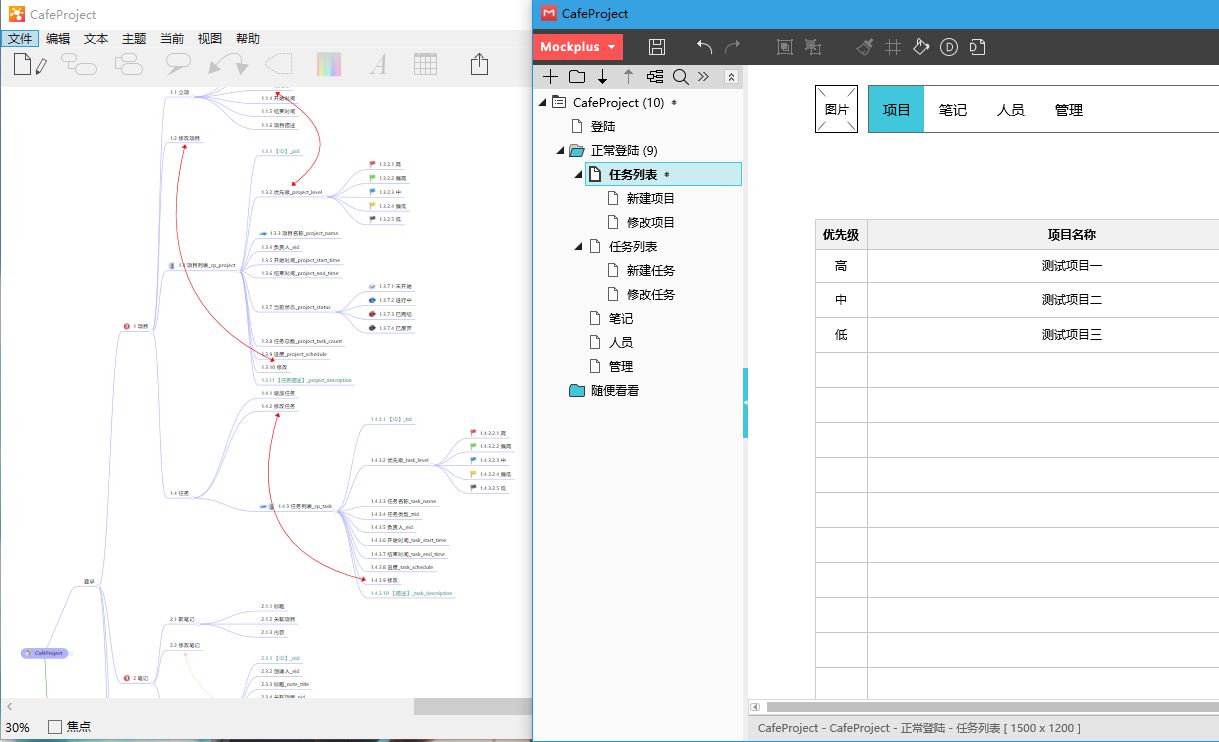 CafeProject
文件 编辑 文本 主题 当前 视图 帮助
1.1 立项
1.1.4 开始时间
1.1.5 结束时间
1.1.6 项目描述
1.2 修改项目
1.3.1 【ID】_pid
1.3.2 优先级_project_level
1.3.2.1 高
1.3.2.2 偏高
1.3.2.3 中
1.3.2.4 偏低
1.3.2.5 低
1.3.3 项目名称_project_name
1.3.4 负责人_eid
1.3.5 开始时间_project_start_time
1.3.6 结束时间_project_end_time
项目列表_cp_project
1.3.7 当前状态_project_status
1.3.7.1 未开始
1.3.7.2 进行中
1.3.7.3 已完结
1.3.7.4 已废弃
1 项目
1.3.8 任务总数_project_task_count
1.3.9 进度_project_schedule
1.3.10 修改
1.3.11 【任务描述】_project_description
1.4.1 增加任务
1.4.2 修改任务
1.4.3.1 【ID】_tid
1.4.3.2 优先级_task_level
1.4.3.2.1 高
1.4.3.2.2 偏高
1.4.3.2.3 中
1.4.3.2.4 偏低
1.4.3.2.5 低
1.4 任务
1.4.3 任务列表_cp_task
1.4.3.3 任务名称_task_name
1.4.3.4 任务类型_ttid
1.4.3.5 负责人_eid
1.4.3.6 开始时间_task_start_time
1.4.3.7 结束时间_task_end_time
1.4.3.8 进度_task_schedule
1.4.3.9 修改
1.4.3.10 【描述】_task_description
登录
2.1 新笔记
2.1.1 标题
2.1.2 关联项目
2.1.3 内容
2.2 修改笔记
CafeProject
2 笔记
2.3.1 【ID】_nid
2.3.2 创建人_eid
2.3.3 标题_note_title
2.3.4 关联项目_pid
30% 焦点
CafeProject
Mockplus
CafeProject (10) *
登陆
正常登陆 (9)
任务列表 *
新建项目
修改项目
任务列表
新建任务
修改任务
笔记
人员
管理
随便看看
图片 项目 笔记 人员 管理
优先级 项目名称
高 测试项目一
中 测试项目二
低 测试项目三
CafeProject - CafeProject - 正常登陆 - 任务列表 [ 1500 x 1200 ]